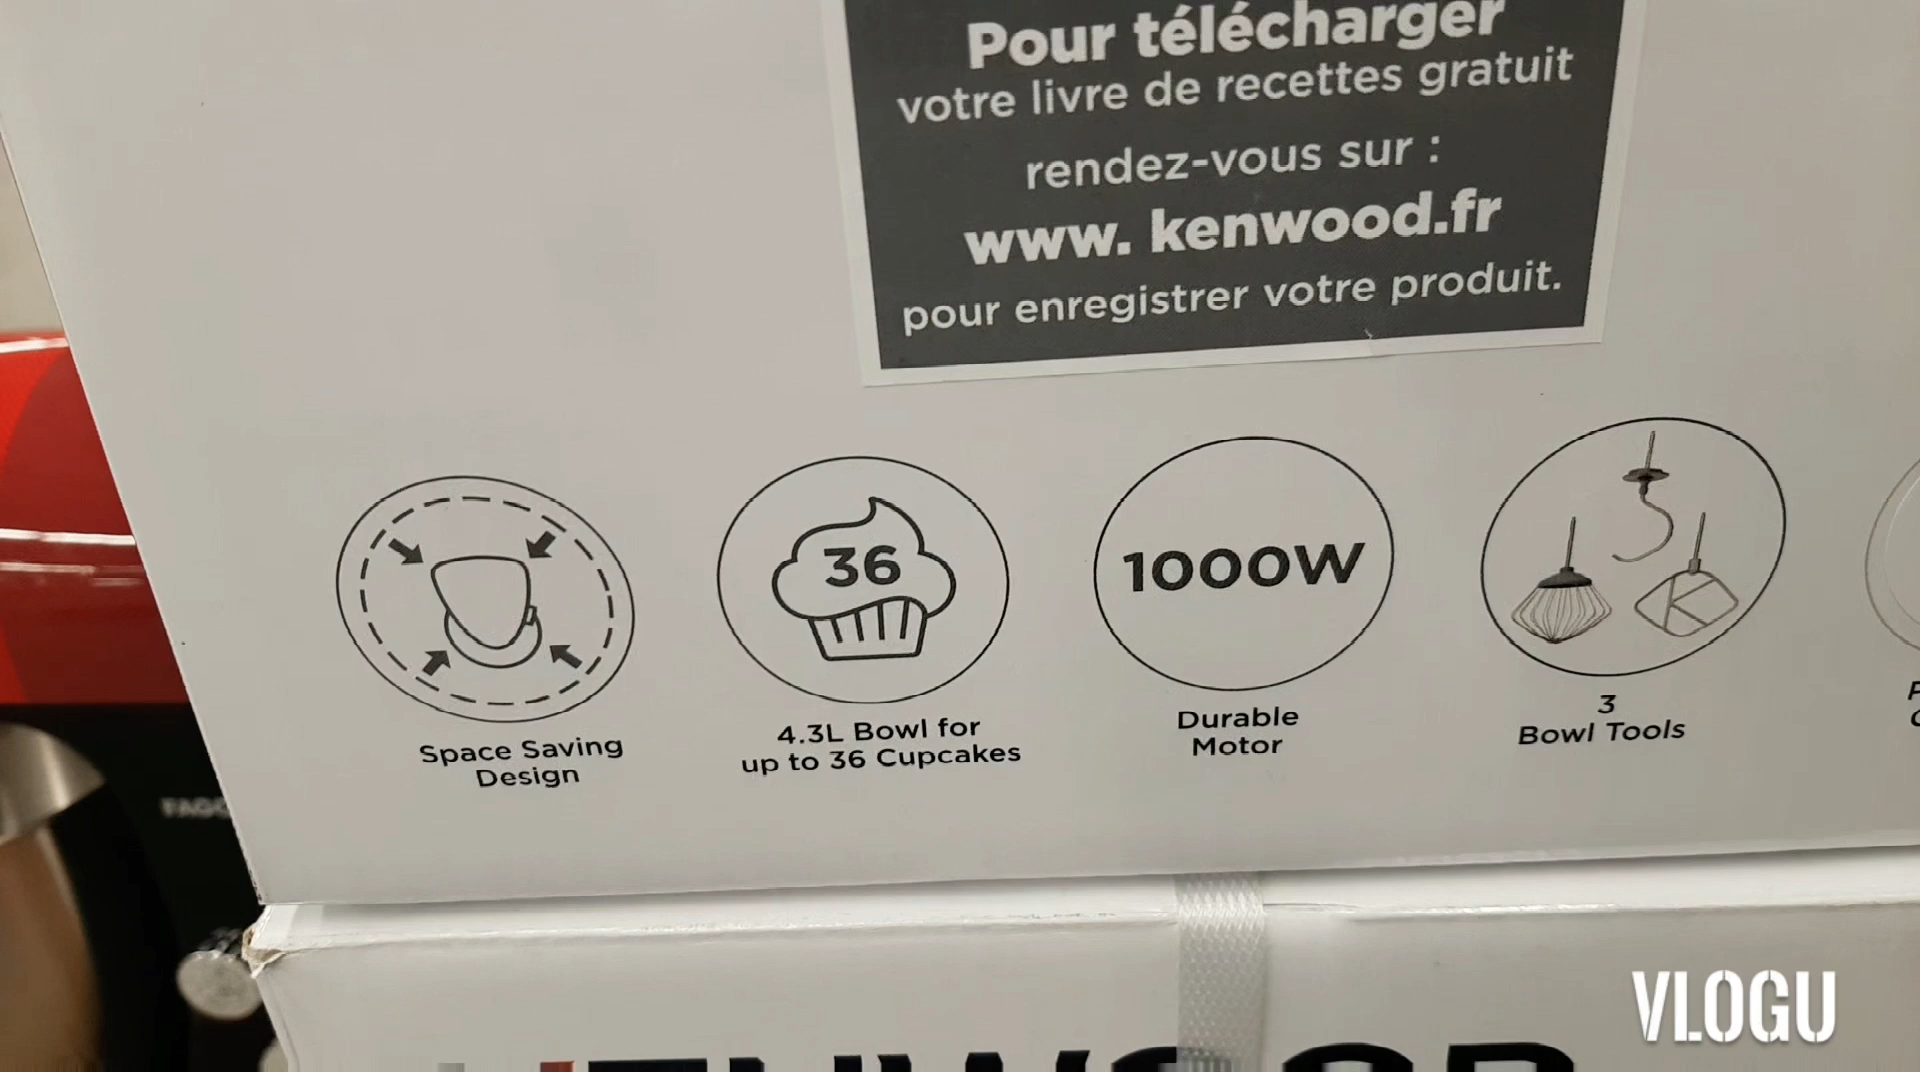 Pour télécharger
votre livre de recettes gratuit
rendez-vous sur :
www. kenwood.fr
pour enregistrer votre produit.
36
1000W
Space Saving
Design
4.3L Bowl for
up to 36 Cupcakes
Durable
Motor
3
Bowl Tools
VLOGU